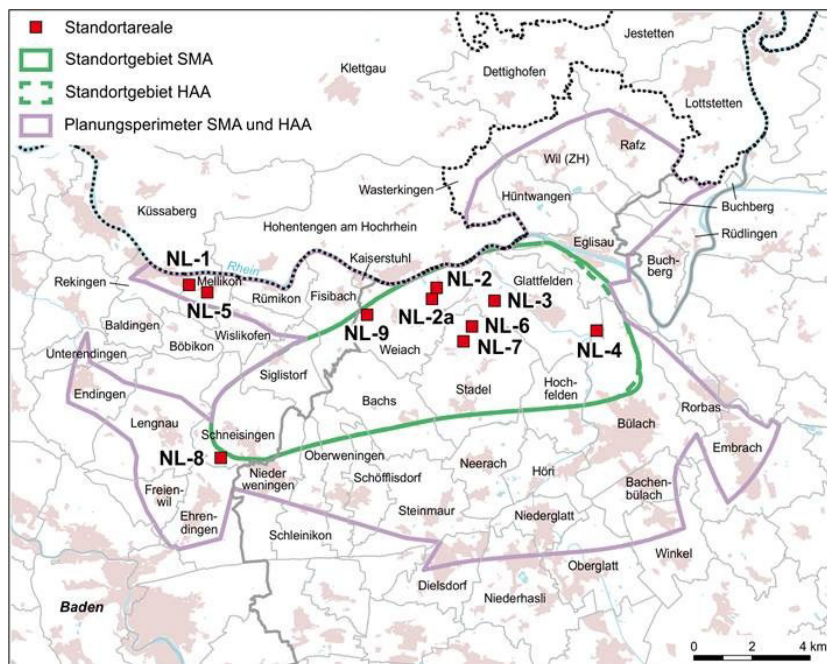 Standortareale
Standortgebiet SMA
Standortgebiet HAA
Planungsperimeter SMA und HAA
Jestetten
Klettgau
Dettighofen
Lottstetten
Wil (ZH)
Rafz
Wasterkingen
Hüntwangen
Buchberg
Küssaberg
Hohentengen am Hochrhein
Rüdlingen
Kaiserstuhl
Eglisau
Buch-
berg
NL-1
Rhein
Rekingen
Mellikon
NL-2
Glattfelden
NL-5
Rümikon
Fisibach
NL-3
NL-2a
Baldingen
Wislikofen
NL-9
NL-6
Böbikon
NL-7
NL-4
Unterendingen
Weiach
Siglistorf
Endingen
Bachs
Stadel
Hoch-
felden
Rorbas
Lengnau
Schneisingen
Bülach
Embrach
NL-8
Oberweningen
Nieder
weningen
Schöfflisdorf
Neerach
Höri
Freien-
wil
Bachen-
bülach
Ehren-
dingen
Steinmaur
Niederglatt
Schleinikon
Winkel
Oberglatt
Dielsdorf
Niederhasli
Baden
0 2 4 km